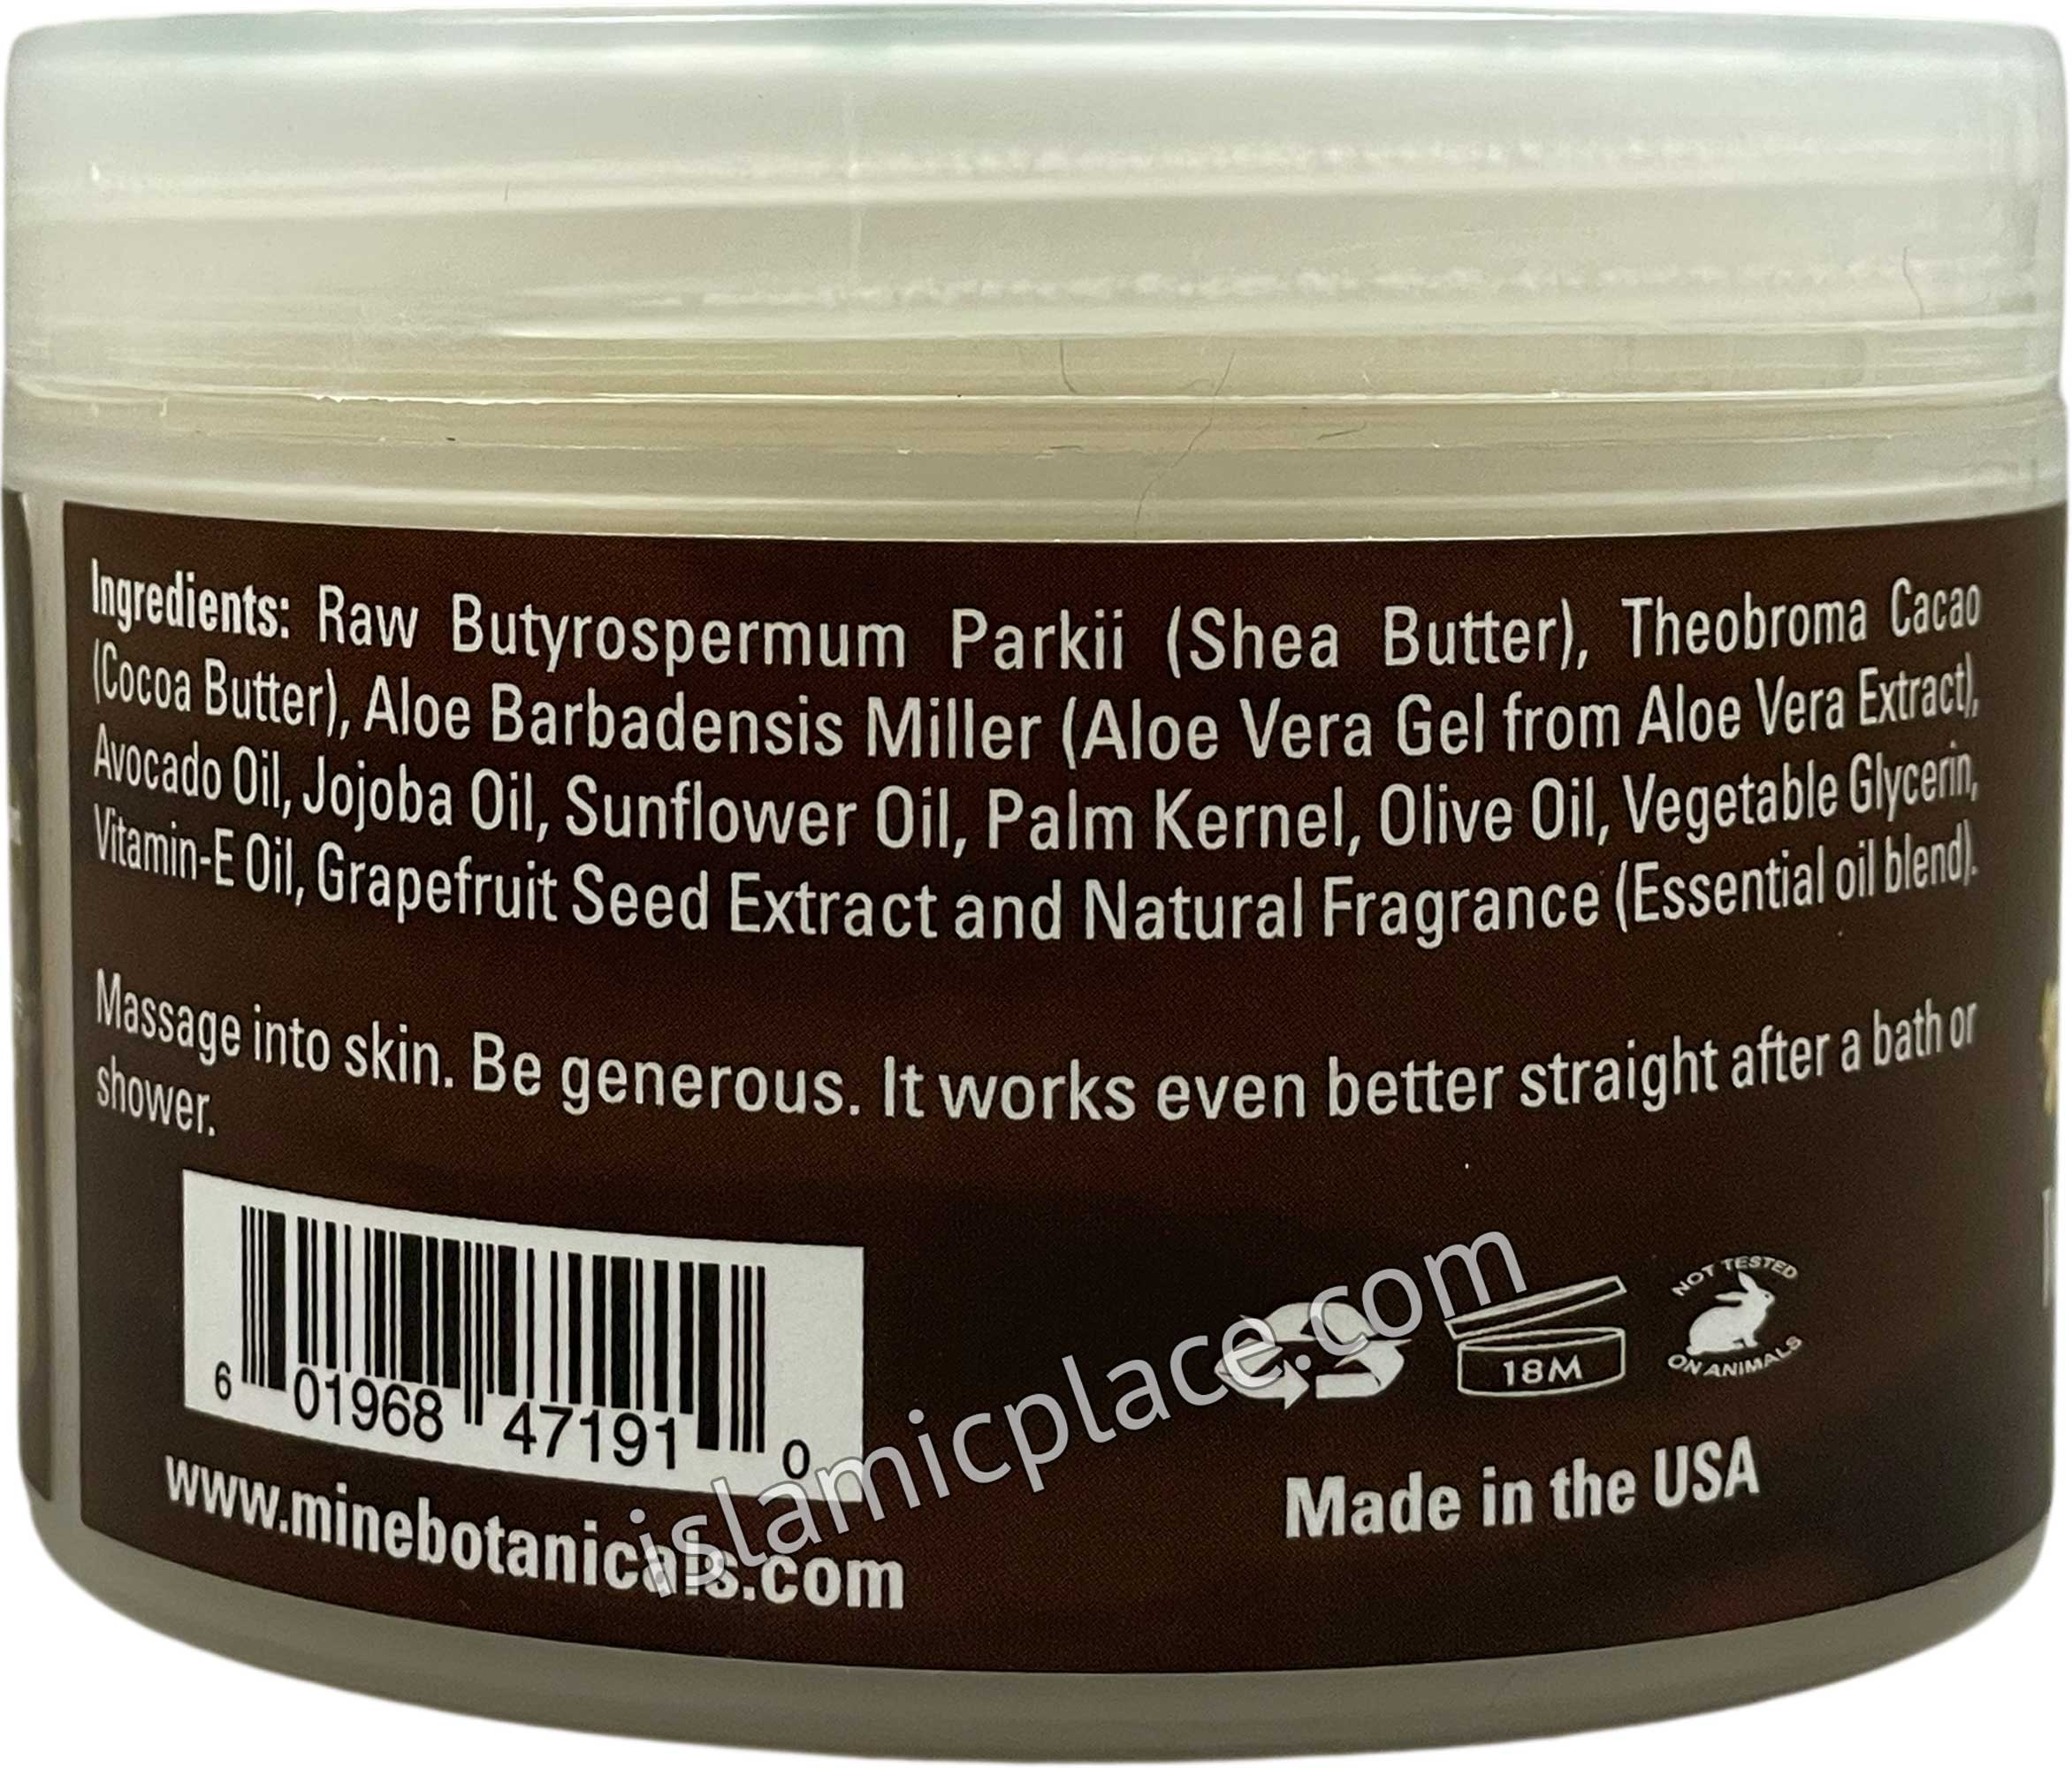 Ingredients: Raw Butyrospermum Parkii (Shea Butter), Theobroma Cacao
(Cocoa Butter), Aloe Barbadensis Miller (Aloe Vera Gel from Aloe Vera Extract),
Avocado Oil, Jojoba Oil, Sunflower Oil, Palm Kernel, Olive Oil, Vegetable Glycerin,
Vitamin-E Oil, Grapefruit Seed Extract and Natural Fragrance (Essential oil blend).
Massage into skin. Be generous. It works even better straight after a bath or
shower.
6 01968 47191 0
www.minebotanicals.com
18M
NOT TESTED
ON ANIMALS
Made in the USA
islamicplace.com